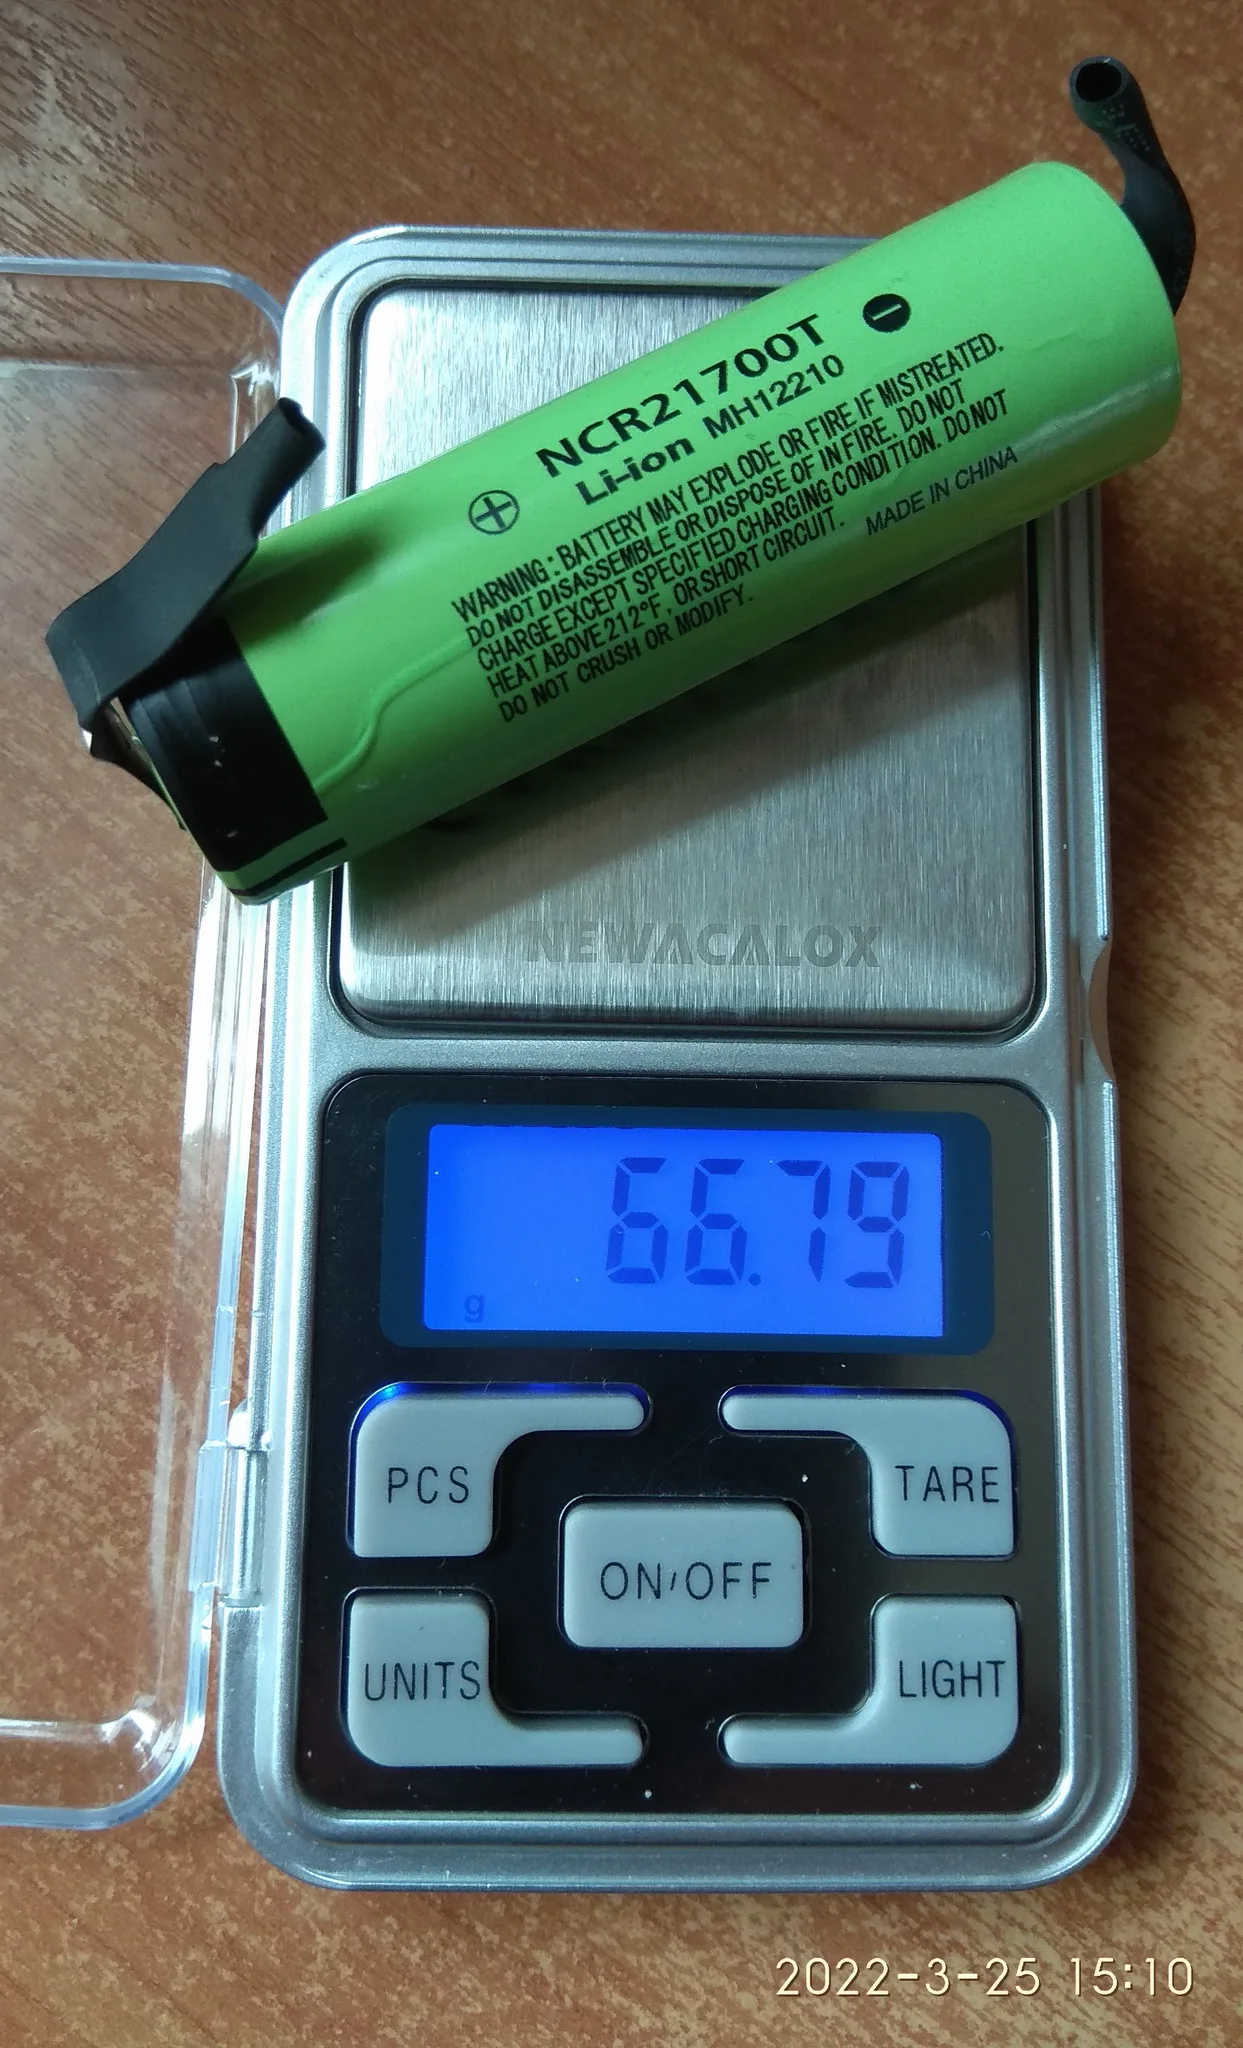 NCR21700T
Li-ion MH12210
WARNING: BATTERY MAY EXPLODE OR FIRE IF MISTREATED.
DO NOT DISASSEMBLE OR DISPOSE OF IN FIRE. DO NOT
CHARGE EXCEPT SPECIFIED CHARGING CONDITION. DO NOT
HEAT ABOVE 212°F, OR SHORT CIRCUIT.
DO NOT CRUSH OR MODIFY.
MADE IN CHINA
NEWACALOX
66.79
g
PCS
TARE
ON/OFF
UNITS
LIGHT
2022-3-25 15:10